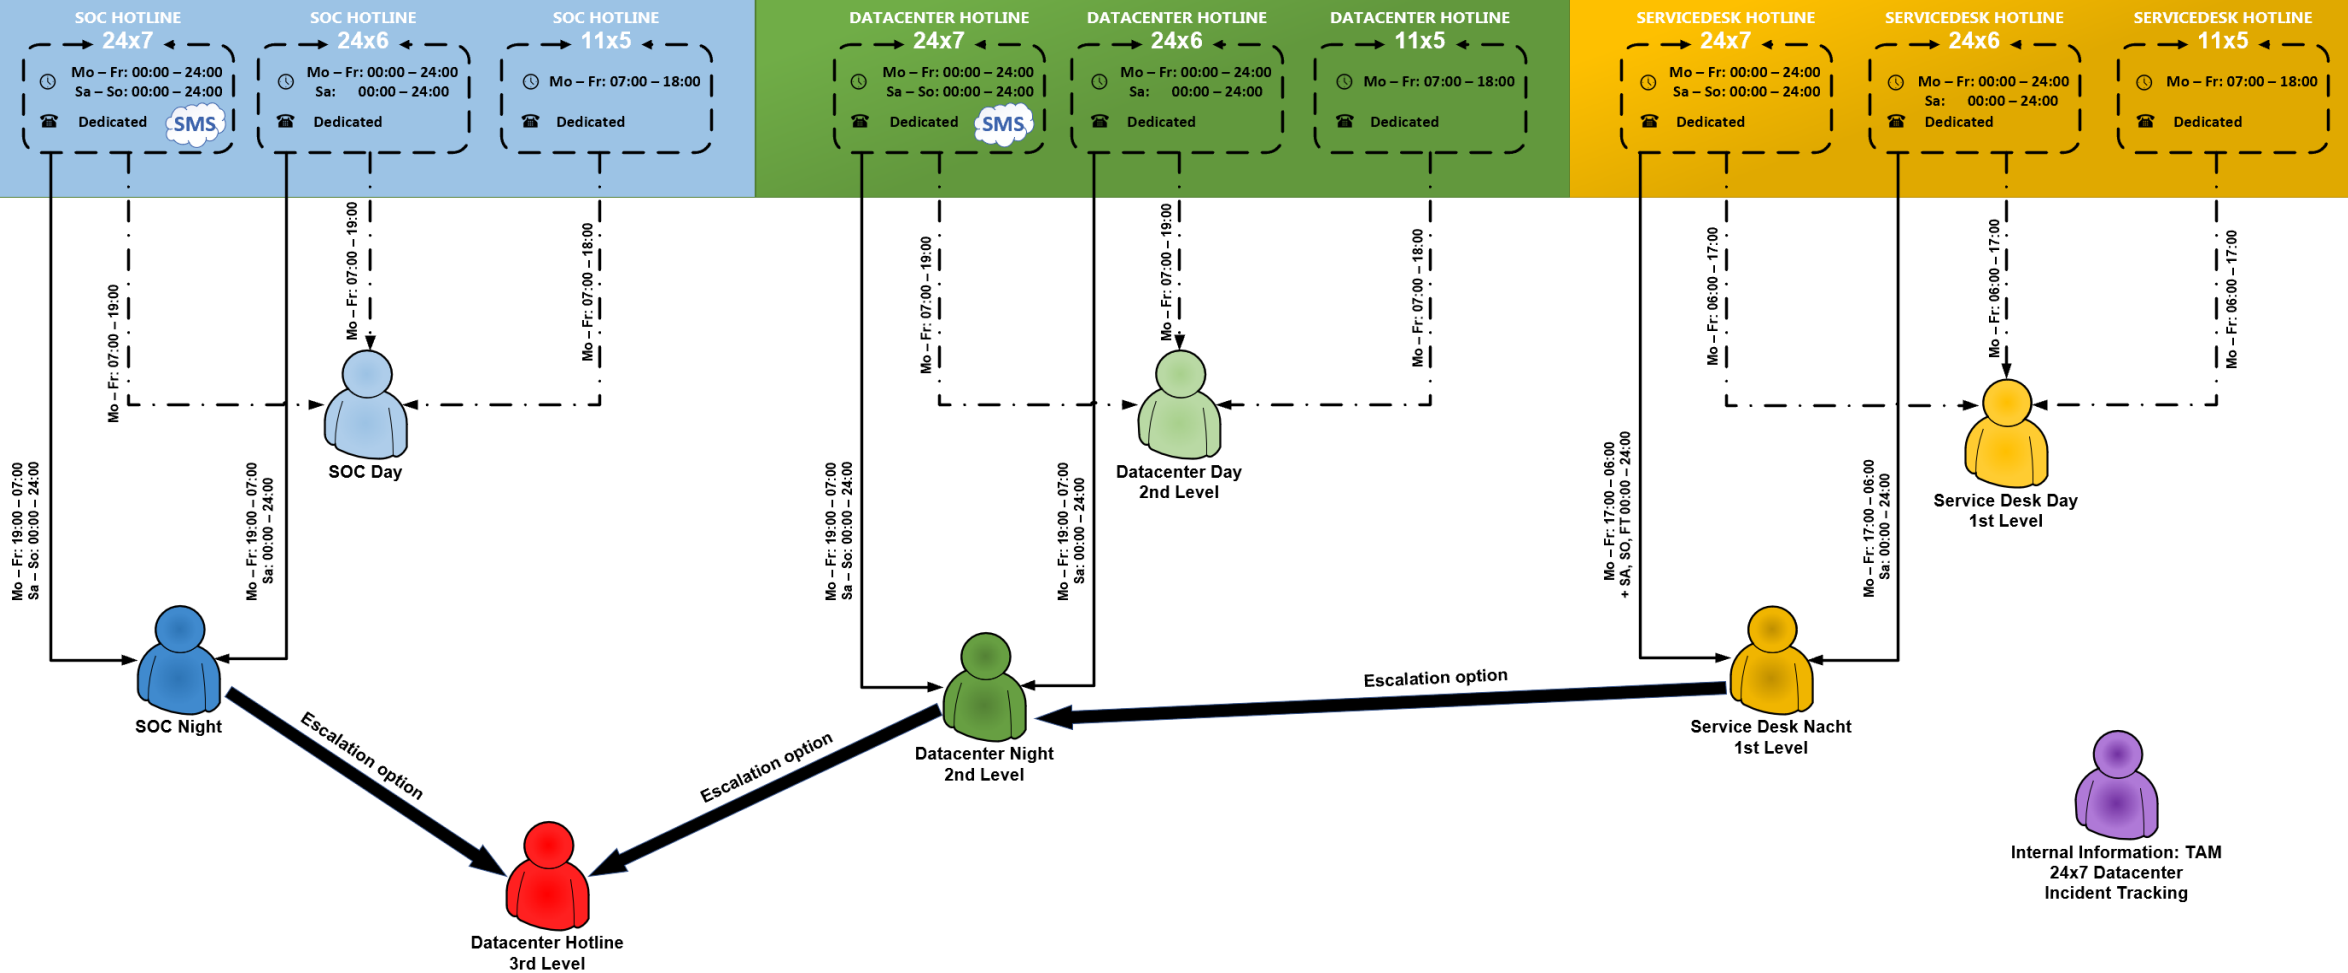 SOC HOTLINE
24x7
Mo – Fr: 00:00 – 24:00
Sa – So: 00:00 – 24:00
Dedicated
SMS
SOC HOTLINE
24x6
Mo – Fr: 00:00 – 24:00
Sa: 00:00 – 24:00
Dedicated
SOC HOTLINE
11x5
Mo – Fr: 07:00 – 18:00
Dedicated
DATACENTER HOTLINE
24x7
Mo – Fr: 00:00 – 24:00
Sa – So: 00:00 – 24:00
Dedicated
SMS
DATACENTER HOTLINE
24x6
Mo – Fr: 00:00 – 24:00
Sa: 00:00 – 24:00
Dedicated
DATACENTER HOTLINE
11x5
Mo – Fr: 07:00 – 18:00
Dedicated
SERVICEDESK HOTLINE
24x7
Mo – Fr: 00:00 – 24:00
Sa – So: 00:00 – 24:00
Dedicated
SERVICEDESK HOTLINE
24x6
Mo – Fr: 00:00 – 24:00
Sa: 00:00 – 24:00
Dedicated
SERVICEDESK HOTLINE
11x5
Mo – Fr: 07:00 – 18:00
Dedicated
Mo – Fr: 07:00 – 19:00
Mo – Fr: 07:00 – 19:00
Mo – Fr: 07:00 – 18:00
Mo – Fr: 07:00 – 19:00
Mo – Fr: 07:00 – 19:00
Mo – Fr: 07:00 – 18:00
Mo – Fr: 06:00 – 17:00
Mo – Fr: 06:00 – 17:00
Mo – Fr: 06:00 – 17:00
SOC Day
Datacenter Day
2nd Level
Service Desk Day
1st Level
Mo – Fr: 19:00 – 07:00
Sa – So: 00:00 – 24:00
Mo – Fr: 19:00 – 07:00
Sa: 00:00 – 24:00
Mo – Fr: 19:00 – 07:00
Sa – So: 00:00 – 24:00
Mo – Fr: 19:00 – 07:00
Sa: 00:00 – 24:00
Mo – Fr: 17:00 – 06:00
+ SA, SO, FT 00:00 – 24:00
Mo – Fr: 17:00 – 06:00
Sa: 00:00 – 24:00
SOC Night
Datacenter Night
2nd Level
Service Desk Nacht
1st Level
Escalation option
Escalation option
Escalation option
Datacenter Hotline
3rd Level
Internal Information: TAM
24x7 Datacenter
Incident Tracking